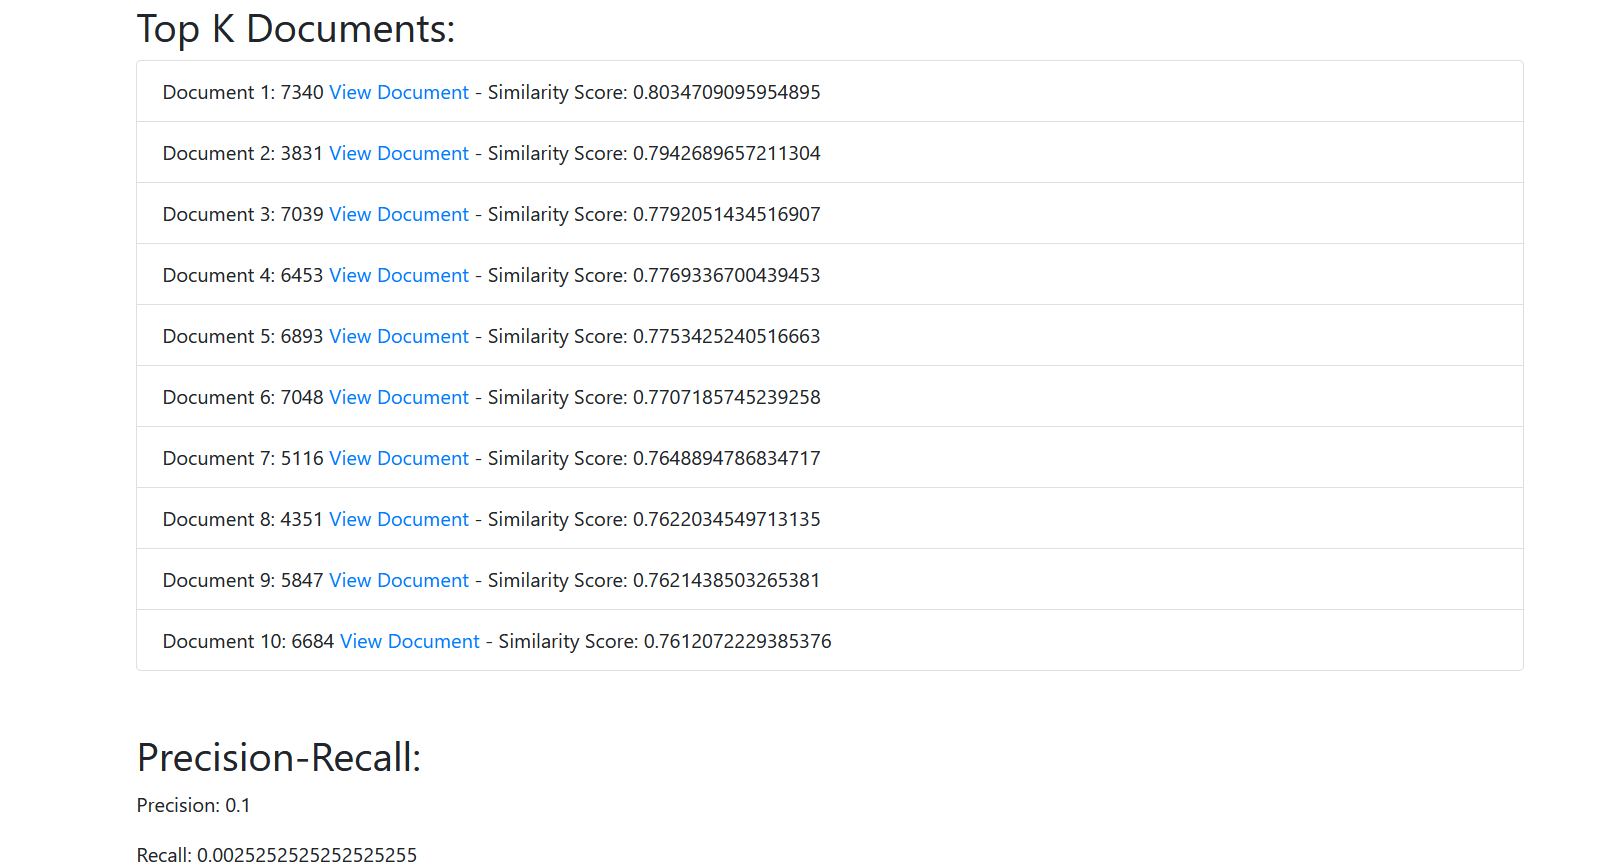 Top K Documents:
Document 1: 7340 View Document - Similarity Score: 0.8034709095954895
Document 2: 3831 View Document - Similarity Score: 0.7942689657211304
Document 3: 7039 View Document - Similarity Score: 0.7792051434516907
Document 4: 6453 View Document - Similarity Score: 0.7769336700439453
Document 5: 6893 View Document - Similarity Score: 0.7753425240516663
Document 6: 7048 View Document - Similarity Score: 0.7707185745239258
Document 7: 5116 View Document - Similarity Score: 0.7648894786834717
Document 8: 4351 View Document - Similarity Score: 0.7622034549713135
Document 9: 5847 View Document - Similarity Score: 0.7621438503265381
Document 10: 6684 View Document - Similarity Score: 0.7612072229385376
Precision-Recall:
Precision: 0.1
Recall: 0.0025252525252525255